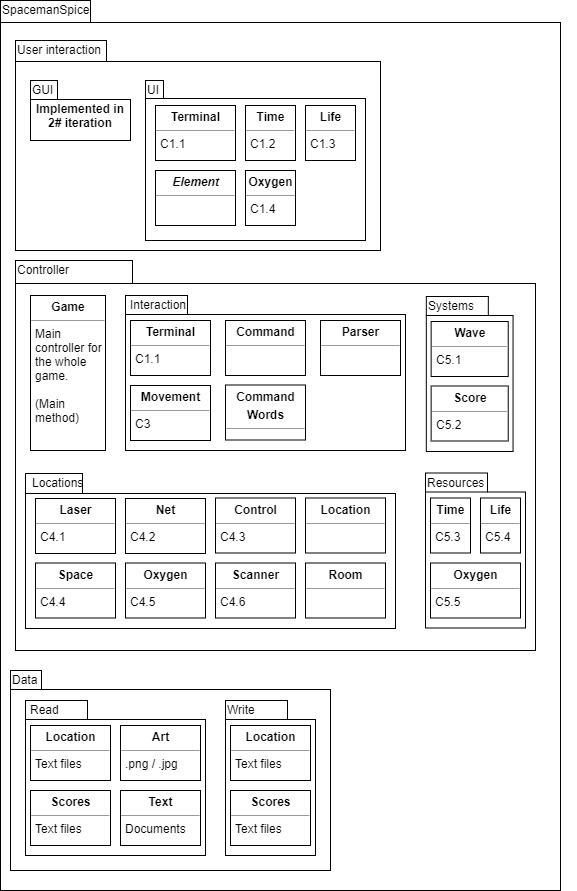 SpacemanSpice
User interaction
GUI
Implemented in
2# iteration
UI
Terminal
C1.1
Time
C1.2
Life
C1.3
Element
Oxygen
C1.4
Controller
Game
Main
controller for
the whole
game.
(Main
method)
Interaction
Terminal
C1.1
Command
Parser
Movement
C3
Command
Words
Systems
Wave
C5.1
Score
C5.2
Locations
Laser
C4.1
Net
C4.2
Control
C4.3
Location
Space
C4.4
Oxygen
C4.5
Scanner
C4.6
Room
Resources
Time
C5.3
Life
C5.4
Oxygen
C5.5
Data
Read
Location
Text files
Art
.png / .jpg
Scores
Text files
Text
Documents
Write
Location
Text files
Scores
Text files